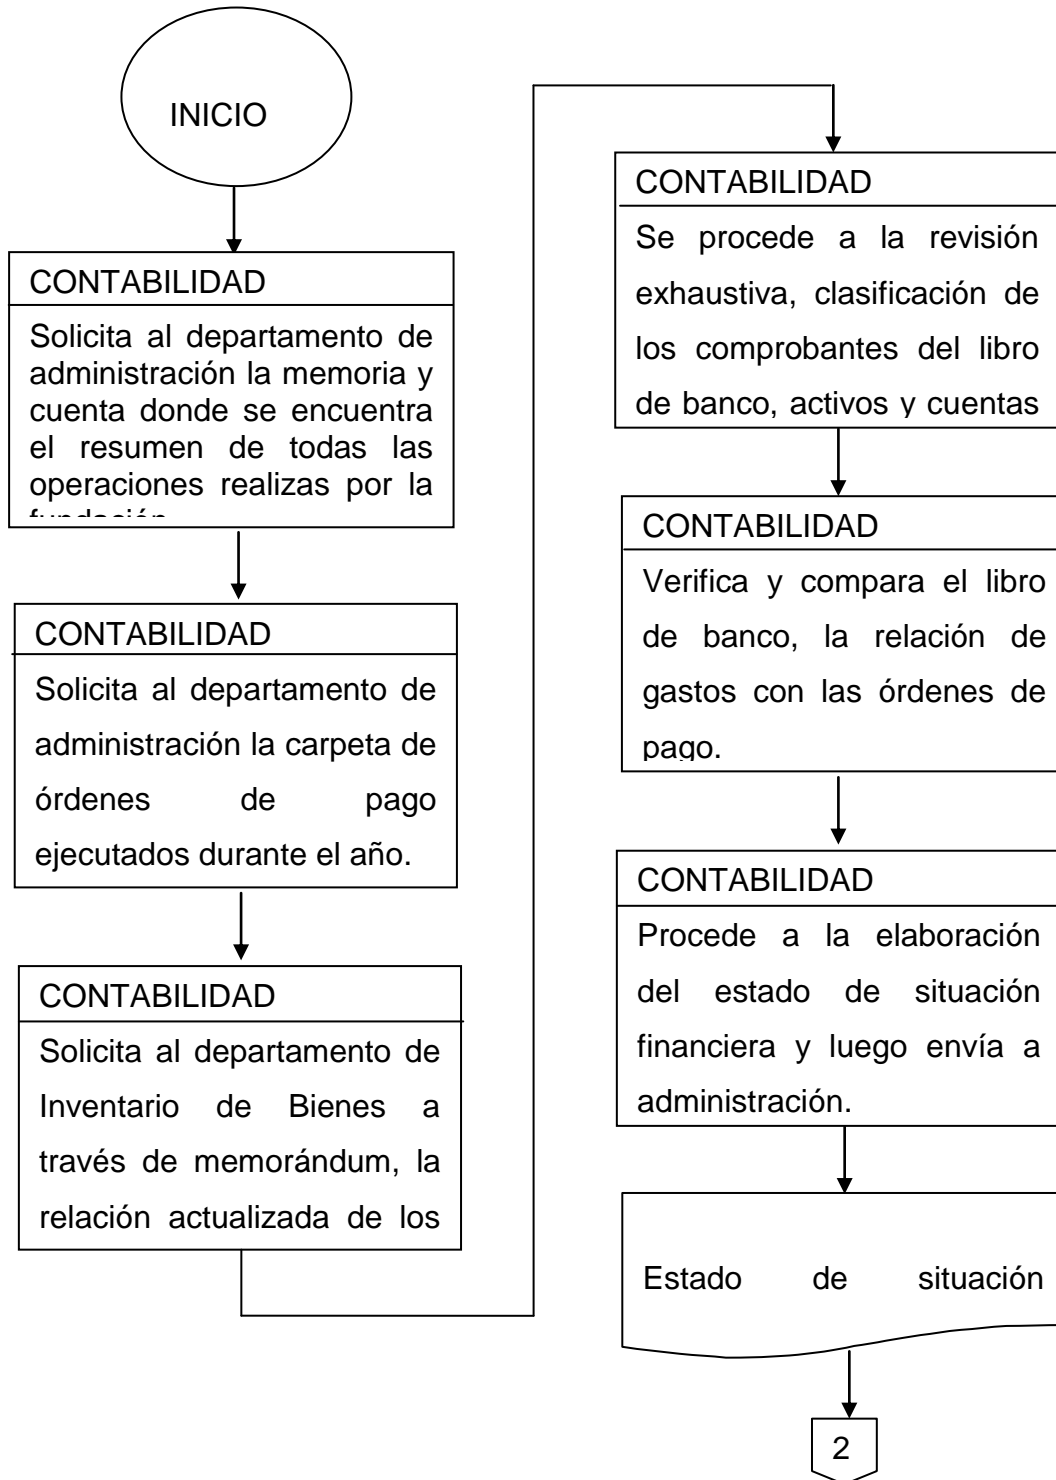 INICIO
CONTABILIDAD
Solicita al departamento de
administración la memoria y
cuenta donde se encuentra
el resumen de todas las
operaciones realizas por la
fundación
CONTABILIDAD
Solicita al departamento de
administración la carpeta de
órdenes de pago
ejecutados durante el año.
CONTABILIDAD
Solicita al departamento de
Inventario de Bienes a
través de memorándum, la
relación actualizada de los
CONTABILIDAD
Se procede a la revisión
exhaustiva, clasificación de
los comprobantes del libro
de banco, activos y cuentas
CONTABILIDAD
Verifica y compara el libro
de banco, la relación de
gastos con las órdenes de
pago.
CONTABILIDAD
Procede a la elaboración
del estado de situación
financiera y luego envía a
administración.
Estado de situación
2